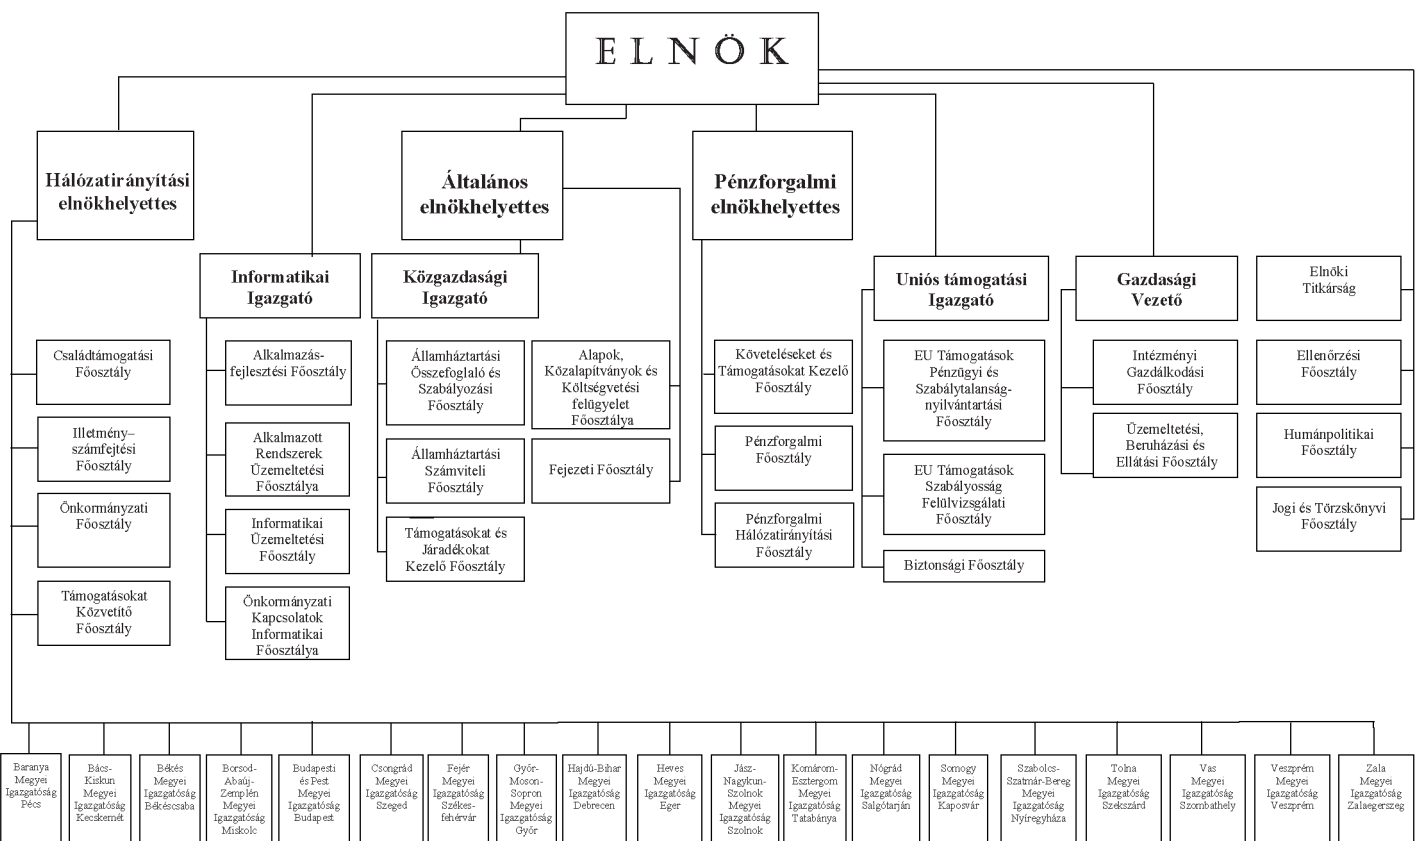 ELNÖK
Hálózatirányítási
elnökhelyettes
Általános
elnökhelyettes
Pénzforgalmi
elnökhelyettes
Informatikai
Igazgató
Közgazdasági
Igazgató
Uniós támogatási
Igazgató
Gazdasági
Vezető
Elnöki
Titkárság
Családtámogatási
Főosztály
Illetmény–
számfejtési
Főosztály
Önkormányzati
Főosztály
Támogatásokat
Közvetítő
Főosztály
Alkalmazás-
fejlesztési Főosztály
Alkalmazott
Rendszerek
Üzemeltetési
Főosztálya
Informatikai
Üzemeltetési
Főosztály
Önkormányzati
Kapcsolatok
Informatikai
Főosztálya
Államháztartási
Összefoglaló és
Szabályozási
Főosztály
Államháztartási
Számviteli
Főosztály
Támogatásokat és
Járadékokat
Kezelő Főosztály
Alapok,
Közalapítványok és
Költségvetési
felügyelet
Főosztálya
Fejezeti Főosztály
Követeléseket és
Támogatásokat Kezelő
Főosztály
Pénzforgalmi
Főosztály
Pénzforgalmi
Hálózatirányítási
Főosztály
EU Támogatások
Pénzügyi és
Szabálytalanság-
nyilvántartási
Főosztály
EU Támogatások
Szabályosság
Felülvizsgálati
Főosztály
Biztonsági Főosztály
Intézményi
Gazdálkodási
Főosztály
Üzemeltetési,
Beruházási és
Ellátási Főosztály
Ellenőrzési
Főosztály
Humánpolitikai
Főosztály
Jogi és Törzskönyvi
Főosztály
Baranya
Megyei
Igazgatóság
Pécs
Bács-
Kiskun
Megyei
Igazgatóság
Kecskemét
Békés
Megyei
Igazgatóság
Békéscsaba
Borsod-
Abaúj-
Zemplén
Megyei
Igazgatóság
Miskolc
Budapesti
és Pest
Megyei
Igazgatóság
Budapest
Csongrád
Megyei
Igazgatóság
Szeged
Fejér
Megyei
Igazgatóság
Székes-
fehérvár
Győr-
Moson-
Sopron
Megyei
Igazgatóság
Győr
Hajdú-Bihar
Megyei
Igazgatóság
Debrecen
Heves
Megyei
Igazgatóság
Eger
Jász-
Nagykun-
Szolnok
Megyei
Igazgatóság
Szolnok
Komárom-
Esztergom
Megyei
Igazgatóság
Tatabánya
Nógrád
Megyei
Igazgatóság
Salgótarján
Somogy
Megyei
Igazgatóság
Kaposvár
Szabolcs-
Szatmár-Bereg
Megyei
Igazgatóság
Nyíregyháza
Tolna
Megyei
Igazgatóság
Szekszárd
Vas
Megyei
Igazgatóság
Szombathely
Veszprém
Megyei
Igazgatóság
Veszprém
Zala
Megyei
Igazgatóság
Zalaegerszeg